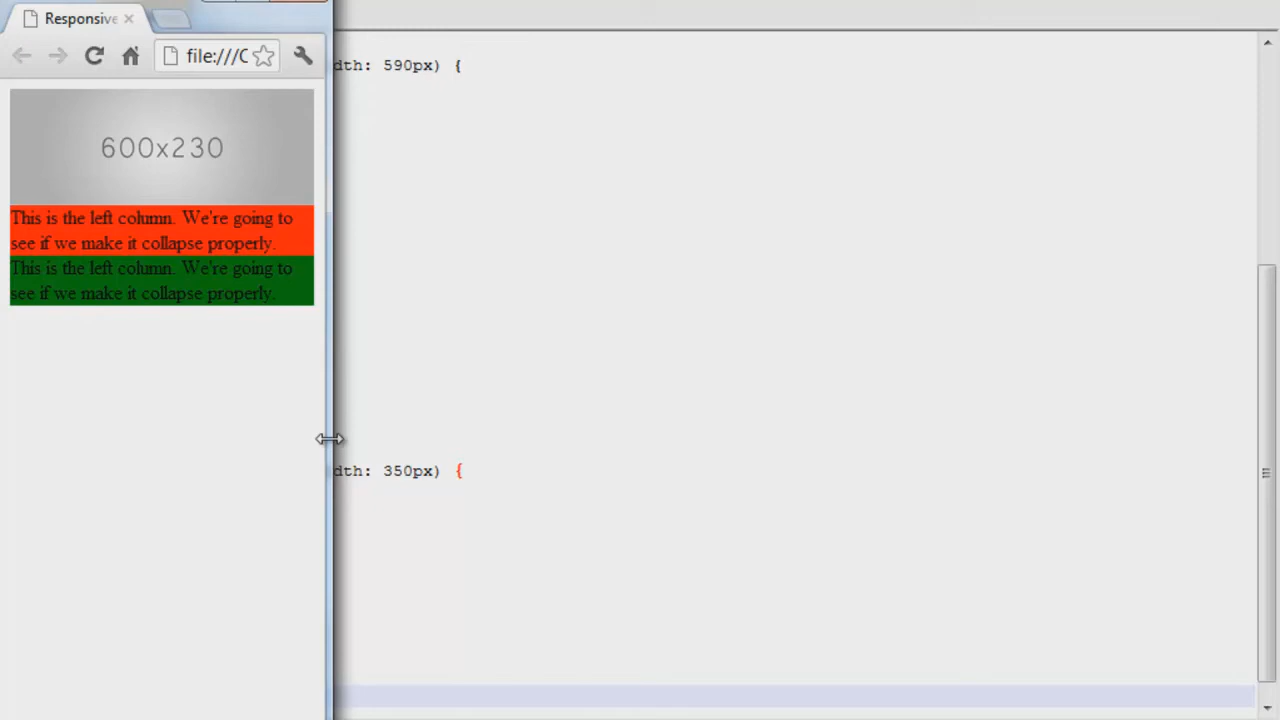 Responsive
file:///C
dth: 590px) {
600x230
This is the left column. We're going to
see if we make it collapse properly.
This is the left column. We're going to
see if we make it collapse properly.
dth: 350px) {